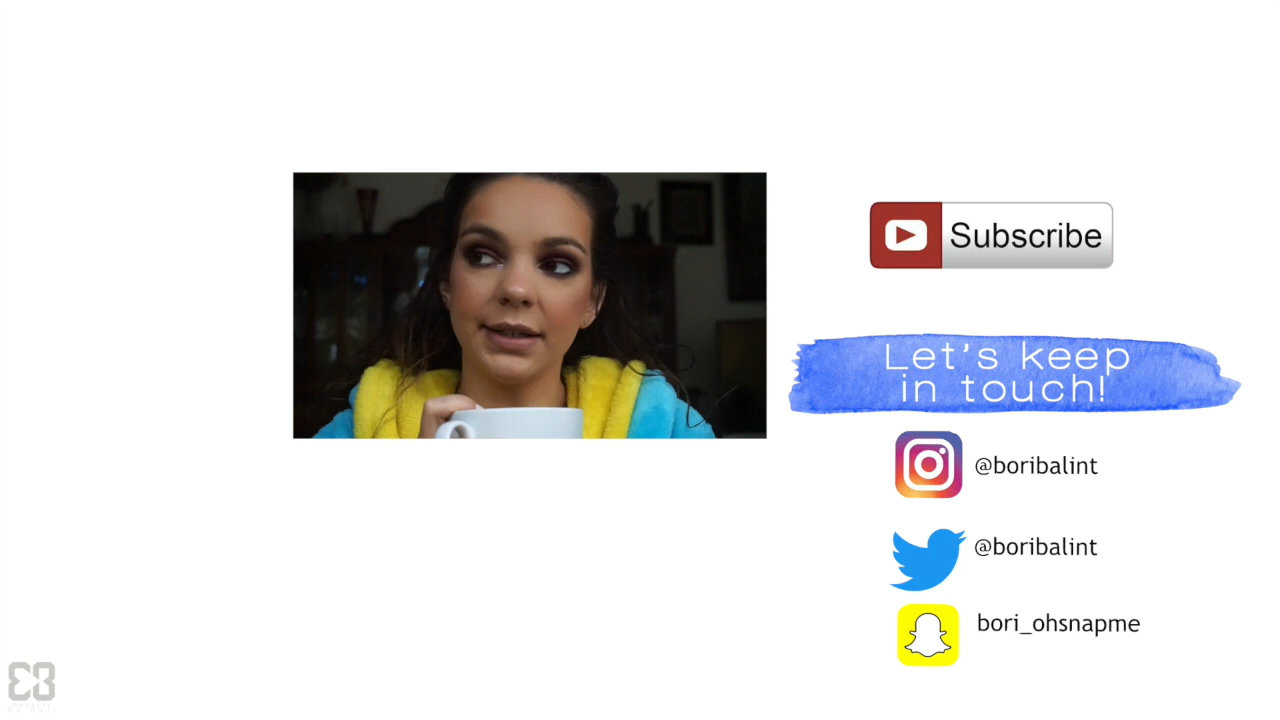 Subscribe
Let's keep
in touch!
@boribalint
@boribalint
bori_ohsnapme